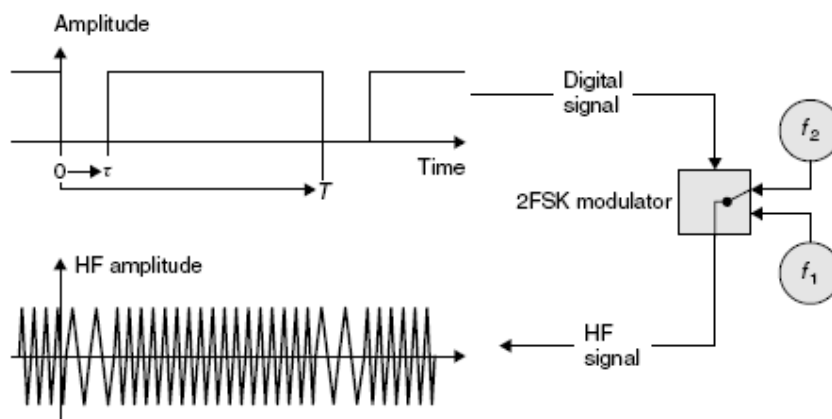 Amplitude
Digital
signal
f2
0
τ
Time
T
2FSK modulator
f1
HF amplitude
HF
signal